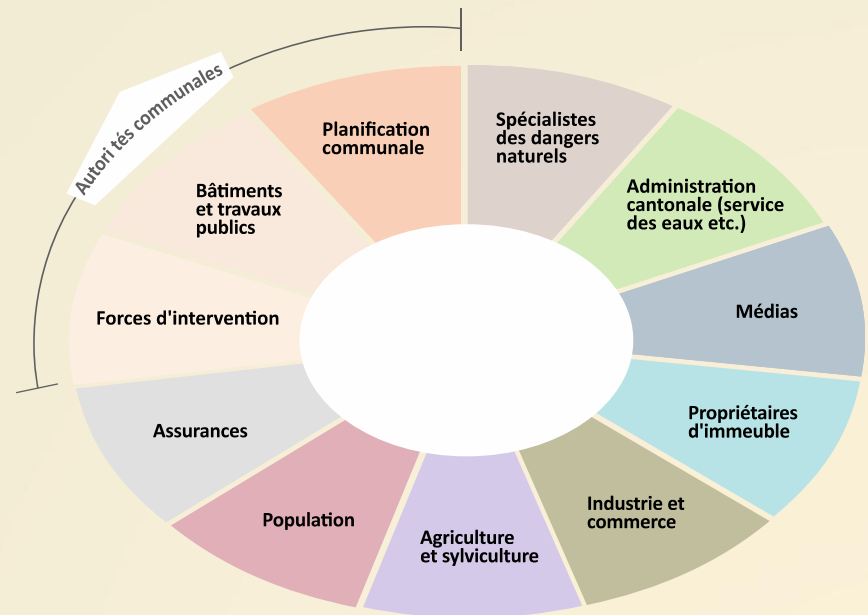 Autori tés communales
Planification
communale
Spécialistes
des dangers
naturels
Administration
cantonale (service
des eaux etc.)
Médias
Propriétaires
d'immeuble
Industrie et
commerce
Agriculture
et sylviculture
Population
Assurances
Forces d'intervention
Bâtiments
et travaux
publics